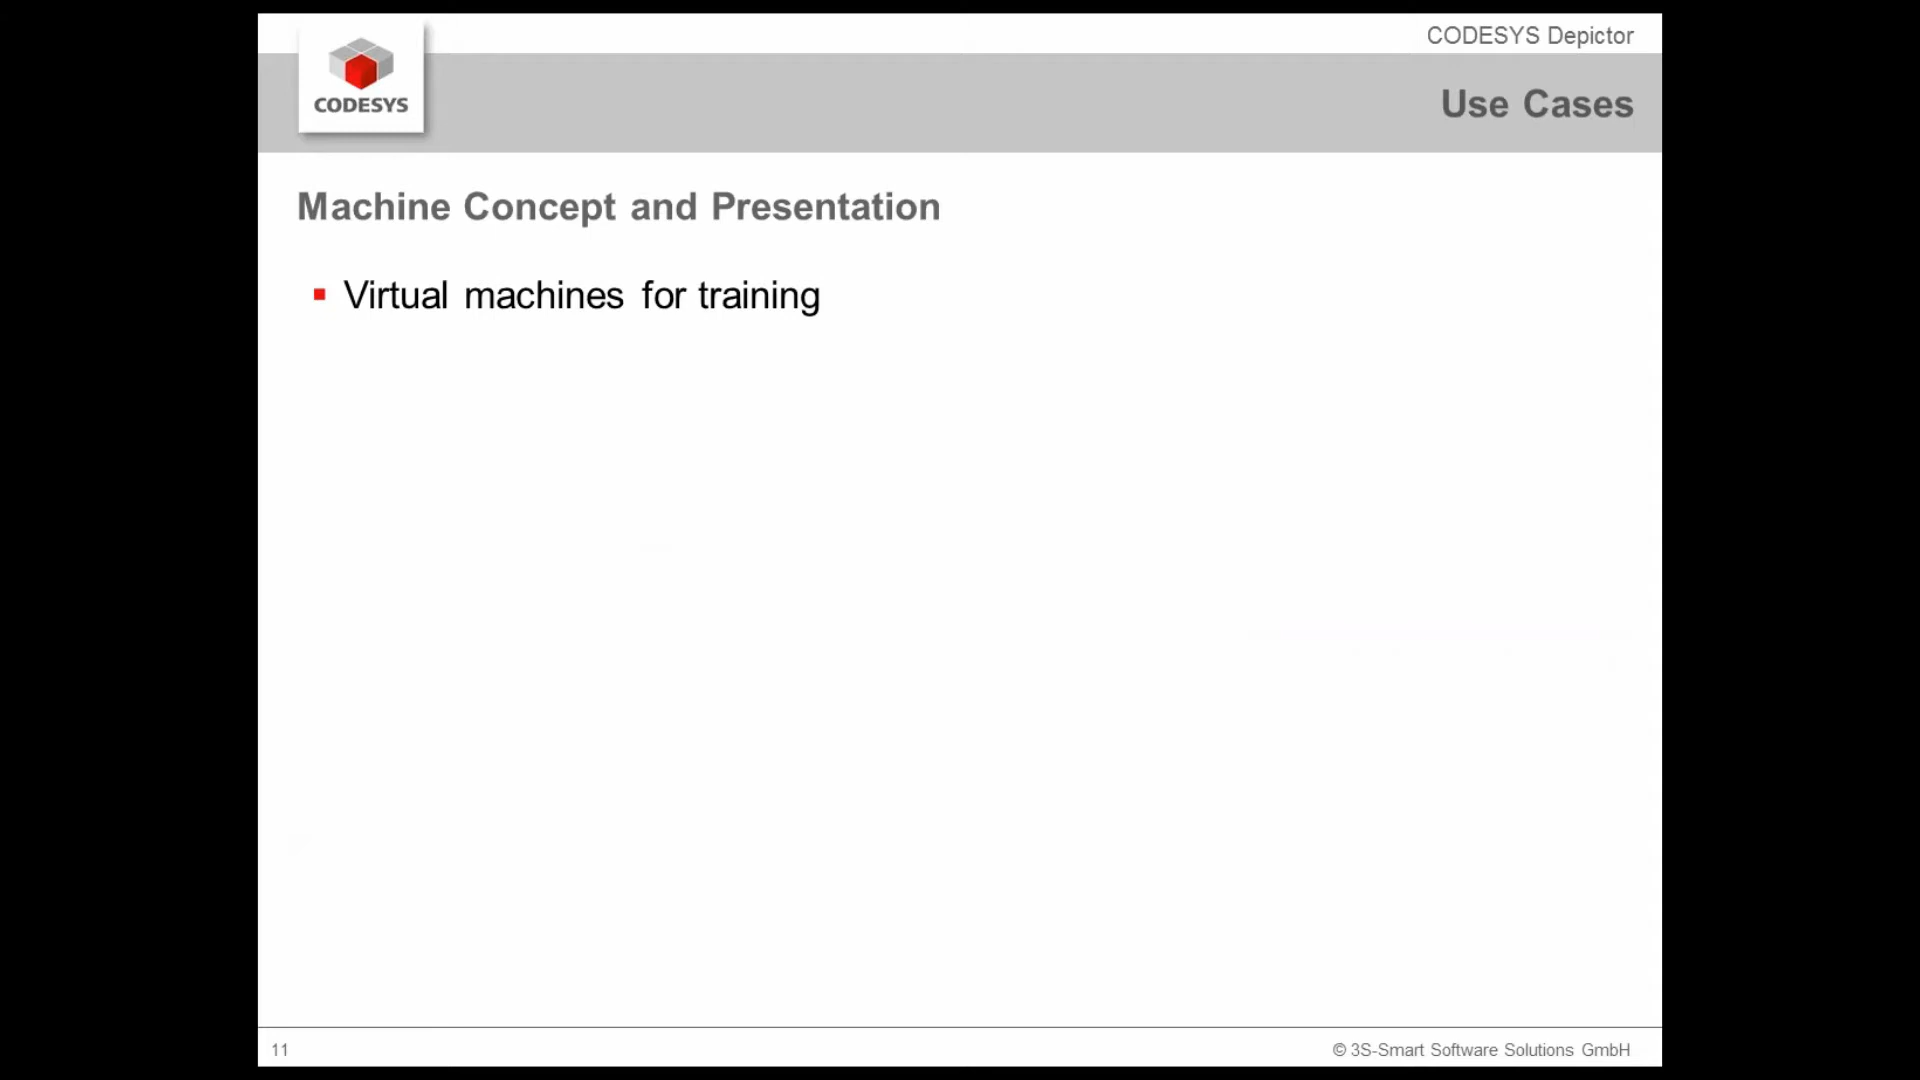 CODESYS Depictor
CODESYS
Use Cases
Machine Concept and Presentation
Virtual machines for training
11
© 3S-Smart Software Solutions GmbH